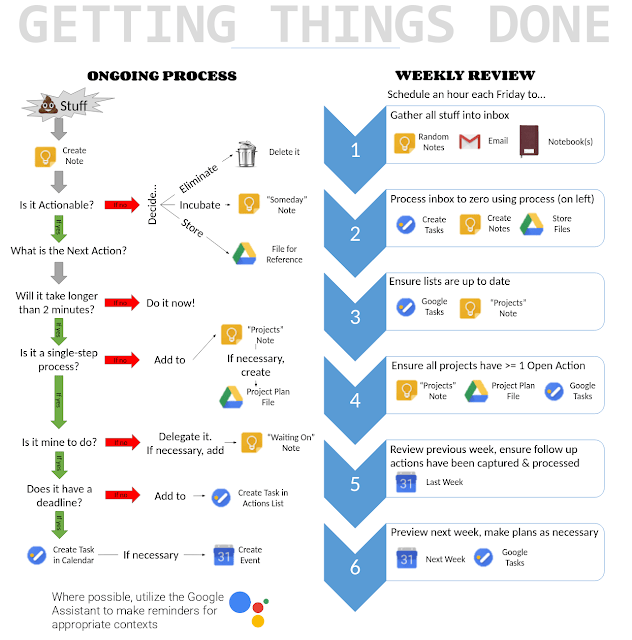 GETTING THINGS DONE
ONGOING PROCESS
Stuff
Create
Note
Is it Actionable?
If no
Decide...
Eliminate
Delete it
Incubate
"Someday"
Note
Store
File for
Reference
If yes
What is the Next Action?
Will it take longer
than 2 minutes?
If no
Do it now!
If yes
Is it a single-step
process?
If no
Add to
"Projects"
Note
If necessary,
create
Project Plan
File
If yes
Is it mine to do?
If no
Delegate it.
If necessary, add
"Waiting On"
Note
If yes
Does it have a
deadline?
If no
Add to
Create Task in
Actions List
If yes
Create Task
in Calendar
If necessary
31
Create
Event
Where possible, utilize the Google
Assistant to make reminders for
appropriate contexts
WEEKLY REVIEW
Schedule an hour each Friday to...
1
Gather all stuff into inbox
Random
Notes
Email
Notebook(s)
2
Process inbox to zero using process (on left)
Create
Tasks
Create
Notes
Store
Files
3
Ensure lists are up to date
Google
Tasks
"Projects"
Note
4
Ensure all projects have >= 1 Open Action
"Projects"
Note
Project Plan
File
Google
Tasks
5
Review previous week, ensure follow up
actions have been captured & processed
31
Last Week
6
Preview next week, make plans as necessary
31
Next Week
Google
Tasks